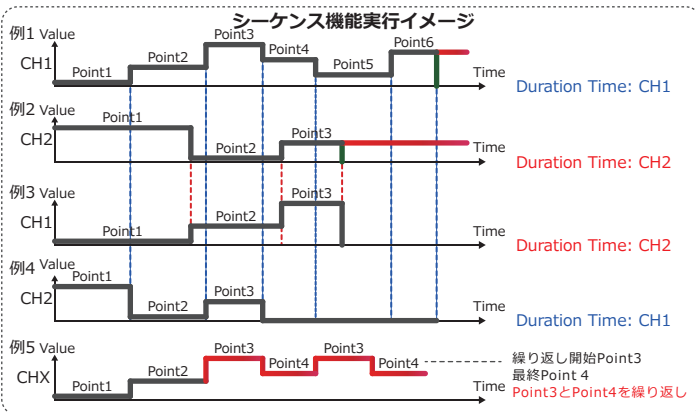 シーケンス機能実行イメージ
例1 Value
CH1
Point1
Point2
Point3
Point4
Point5
Point6
Time
Duration Time: CH1
例2 Value
CH2
Point1
Point2
Point3
Time
Duration Time: CH2
例3 Value
CH1
Point1
Point2
Point3
Time
Duration Time: CH2
例4 Value
CH2
Point1
Point2
Point3
Time
Duration Time: CH1
例5 Value
CHX
Point1
Point2
Point3
Point4
Point3
Point4
Time
繰り返し開始Point3
最終Point 4
Point3とPoint4を繰り返し